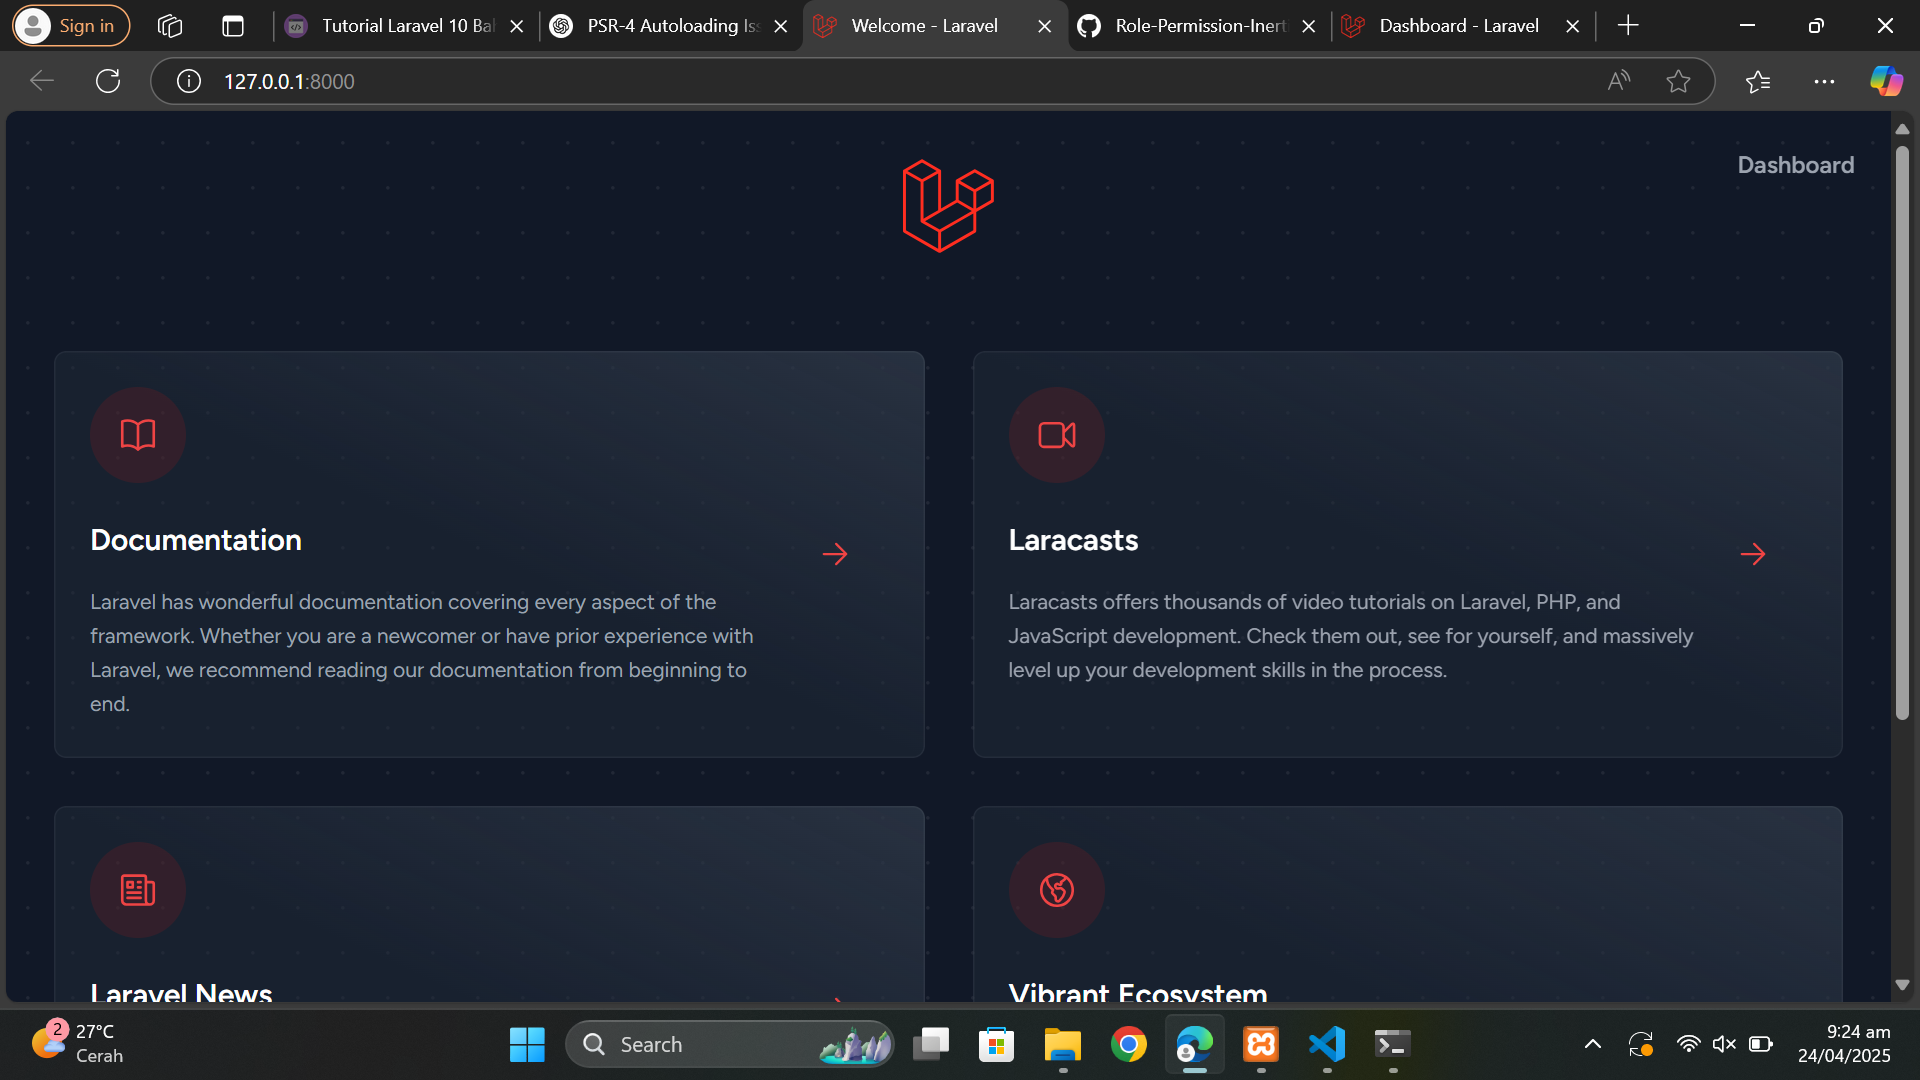 Sign in
Tutorial Laravel 10 Bah
PSR-4 Autoloading Iss
Welcome - Laravel
Role-Permission-Inerti
Dashboard - Laravel
127.0.0.1:8000
Dashboard
Documentation
Laravel has wonderful documentation covering every aspect of the
framework. Whether you are a newcomer or have prior experience with
Laravel, we recommend reading our documentation from beginning to
end.
Laracasts
Laracasts offers thousands of video tutorials on Laravel, PHP, and
JavaScript development. Check them out, see for yourself, and massively
level up your development skills in the process.
Laravel News
Vibrant Ecosystem
2
27°C
Cerah
Search
9:24 am
24/04/2025